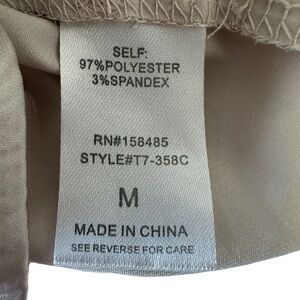 SELF:
97%POLYESTER
3%SPANDEX
RN#158485
STYLE#T7-358C
M
MADE IN CHINA
SEE REVERSE FOR CARE